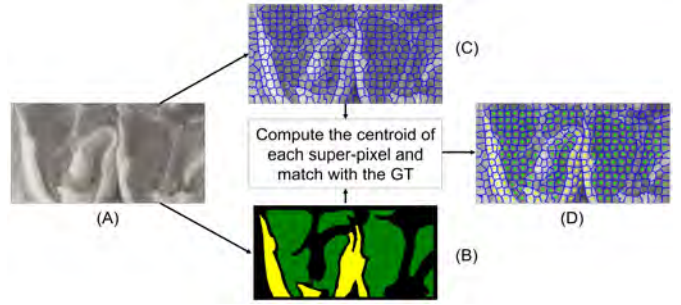 (C)
Compute the centroid of
each super-pixel and
match with the GT
(A)
(D)
(B)